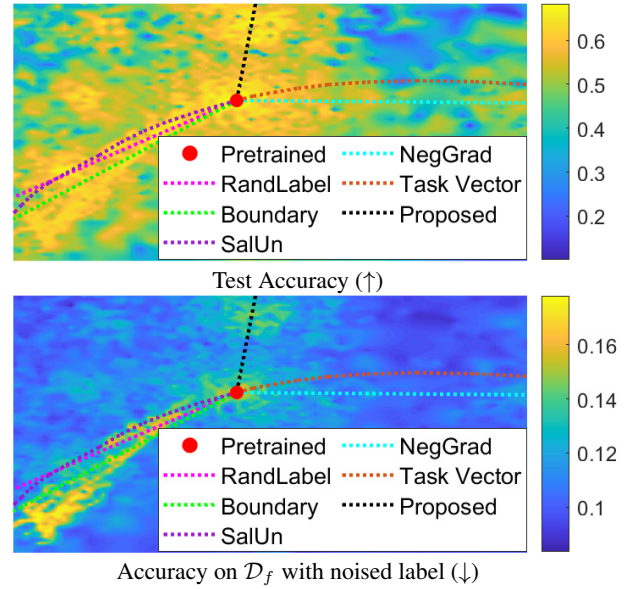 0.6
0.5
0.4
0.3
0.2
Pretrained NegGrad
RandLabel Task Vector
Boundary Proposed
SalUn
Test Accuracy (↑)
0.16
0.14
0.12
0.1
Pretrained NegGrad
RandLabel Task Vector
Boundary Proposed
SalUn
Accuracy on 𝒟f with noised label (↓)